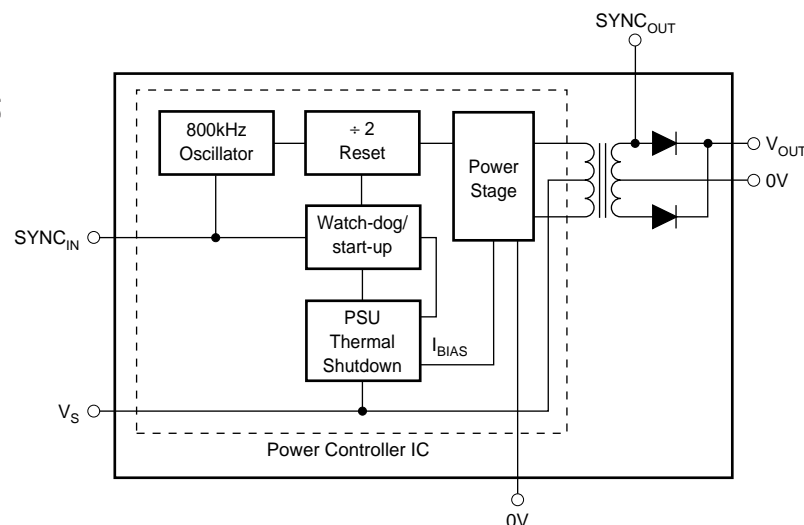 SYNC_OUT
800kHz
Oscillator
÷ 2
Reset
Power
Stage
V_OUT
0V
SYNC_IN
Watch-dog/
start-up
PSU
Thermal
Shutdown
I_BIAS
V_S
Power Controller IC
0V